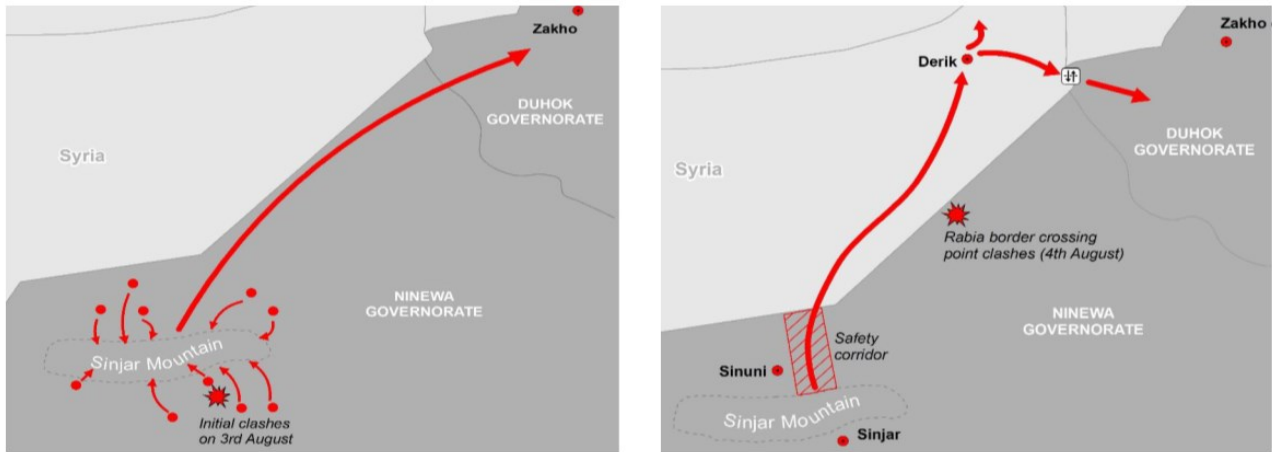 Zakho
DUHOK
GOVERNORATE
Syria
NINEWA
GOVERNORATE
Sinjar Mountain
Initial clashes
on 3rd August
Zakho
Derik
DUHOK
GOVERNORATE
Syria
Rabia border crossing
point clashes (4th August)
NINEWA
GOVERNORATE
Safety
corridor
Sinuni
Sinjar Mountain
Sinjar